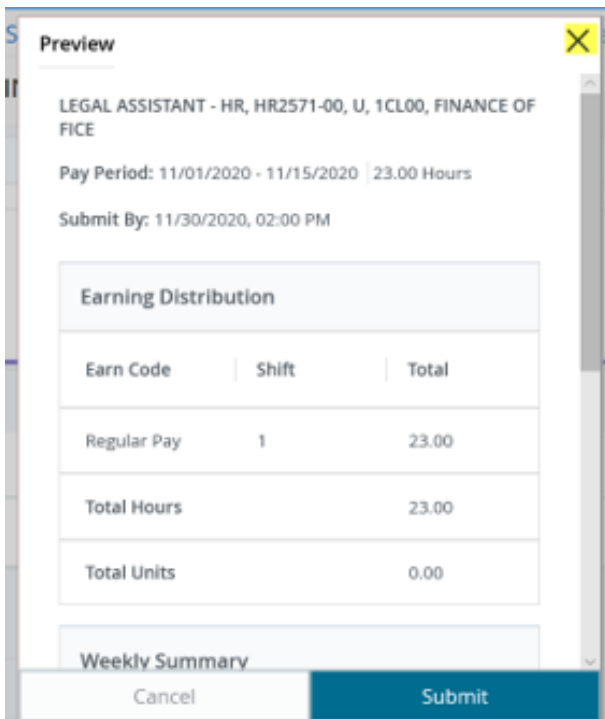 Preview
LEGAL ASSISTANT - HR, HR2571-00, U, 1CL00, FINANCE OF
FICE
Pay Period: 11/01/2020 - 11/15/2020 23.00 Hours
Submit By: 11/30/2020, 02:00 PM
Earning Distribution
Earn Code Shift Total
Regular Pay 1 23.00
Total Hours 23.00
Total Units 0.00
Weekly Summary
Cancel Submit